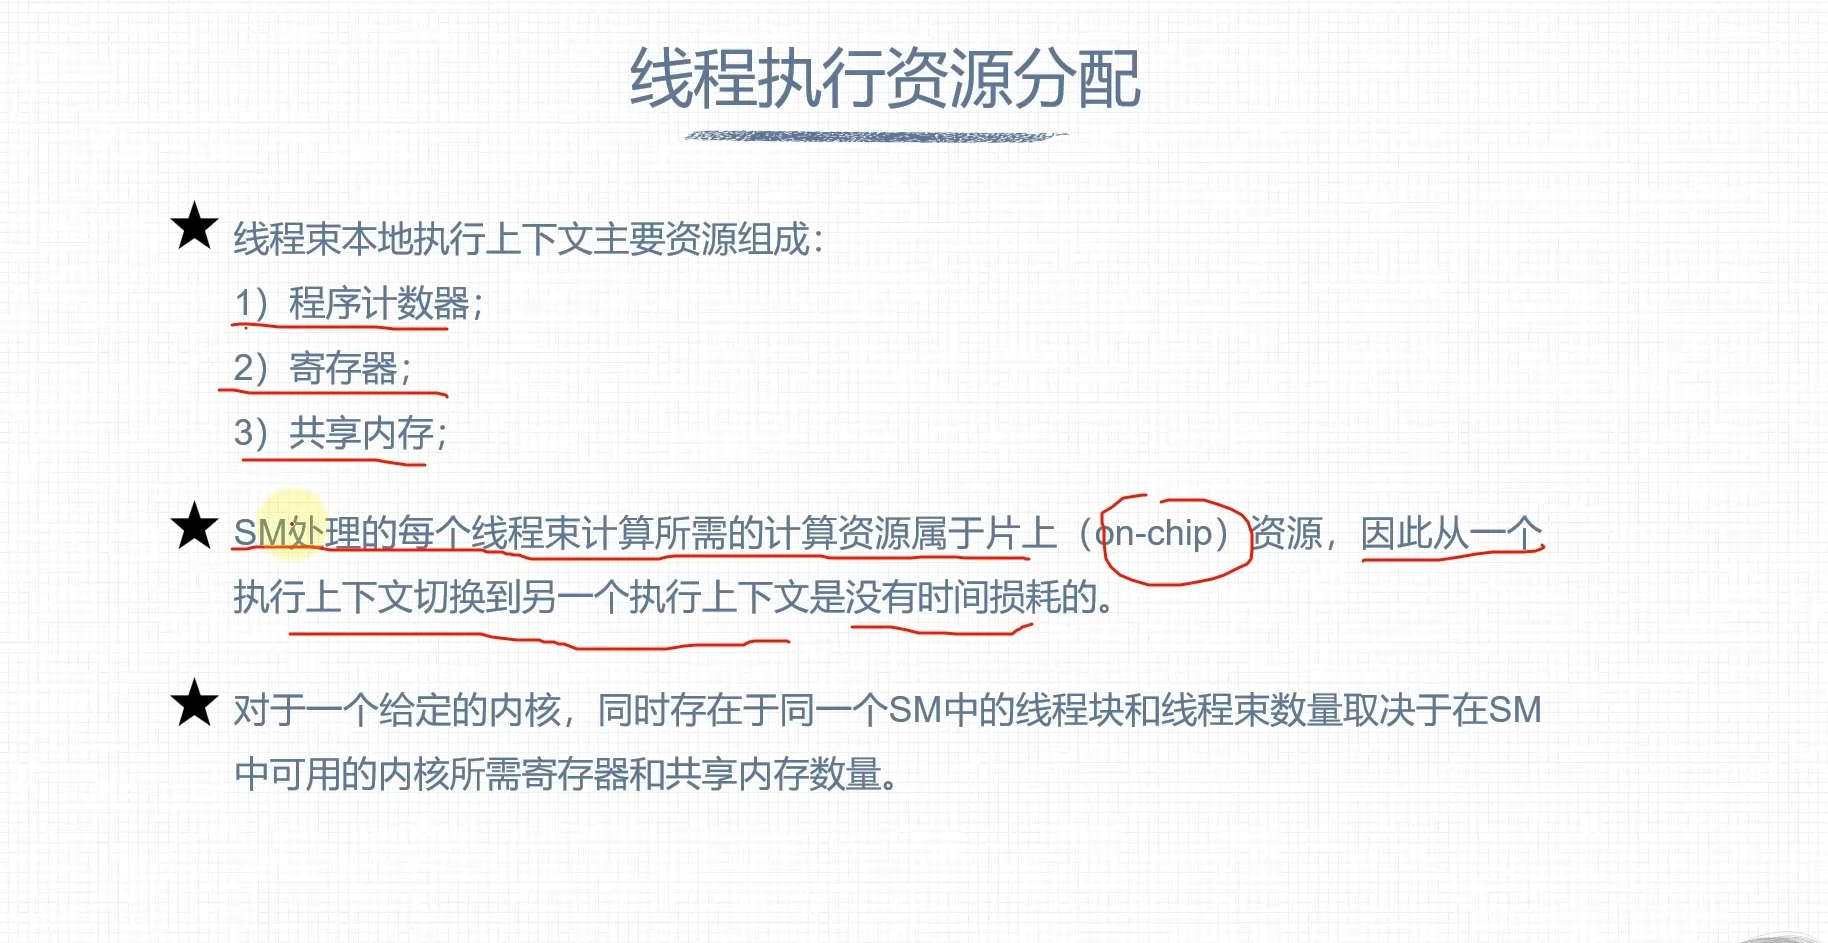 线程执行资源分配
线程束本地执行上下文主要资源组成：
1）程序计数器；
2）寄存器；
3）共享内存；
SM处理的每个线程束计算所需的计算资源属于片上（on-chip）资源，因此从一个
执行上下文切换到另一个执行上下文是没有时间损耗的。
对于一个给定的内核，同时存在于同一个SM中的线程块和线程束数量取决于在SM
中可用的内核所需寄存器和共享内存数量。